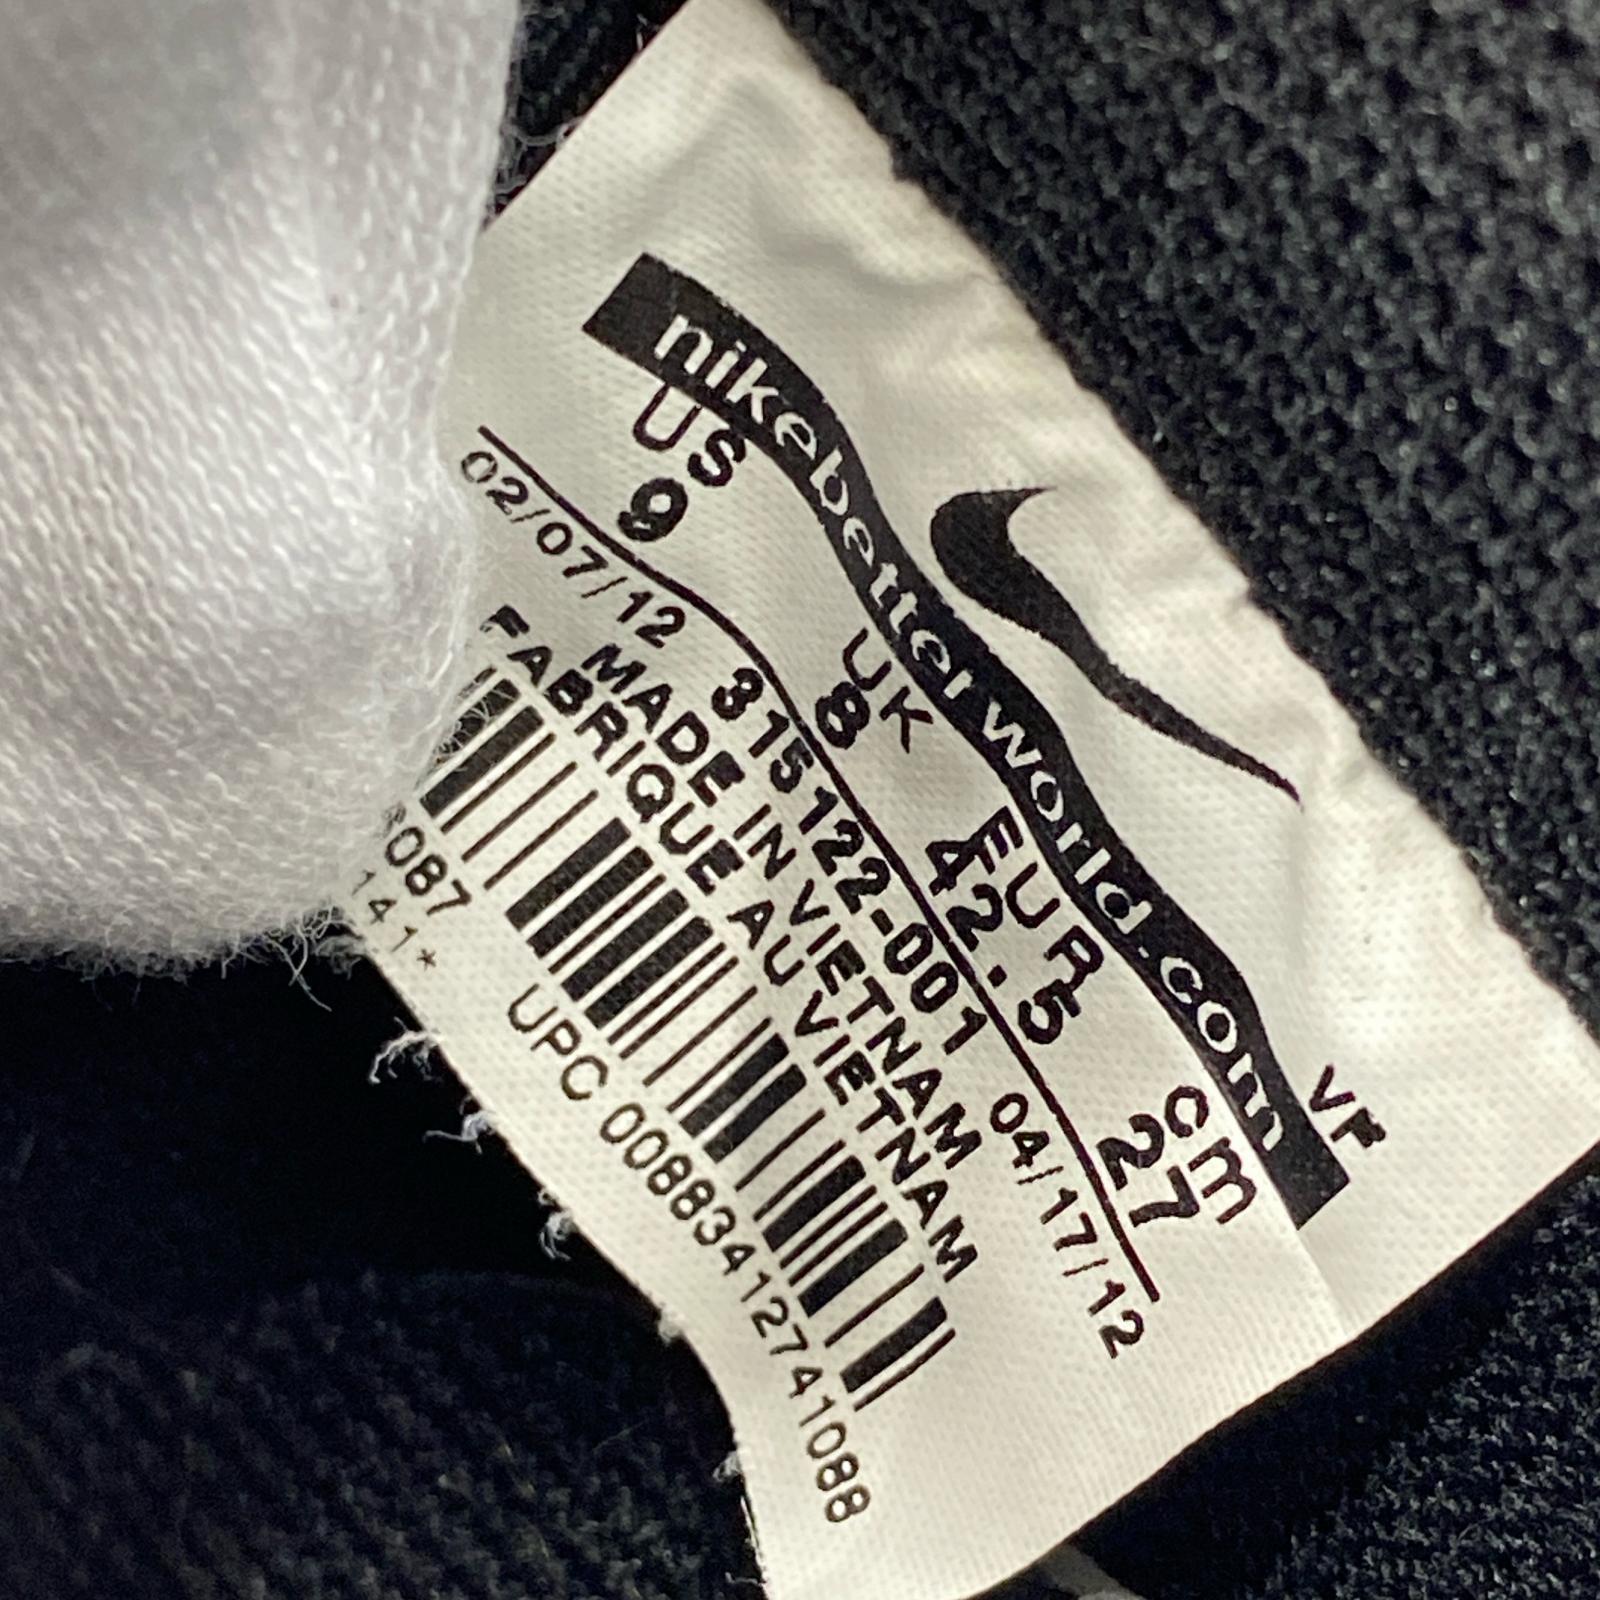 VF
nikebetterworld.com
US UK EUR cm
9 8 42.5 27
02/07/12 315122-001 04/17/12
MADE IN VIETNAM
FABRIQUE AU VIETNAM
087
141* UPC 00883412741088